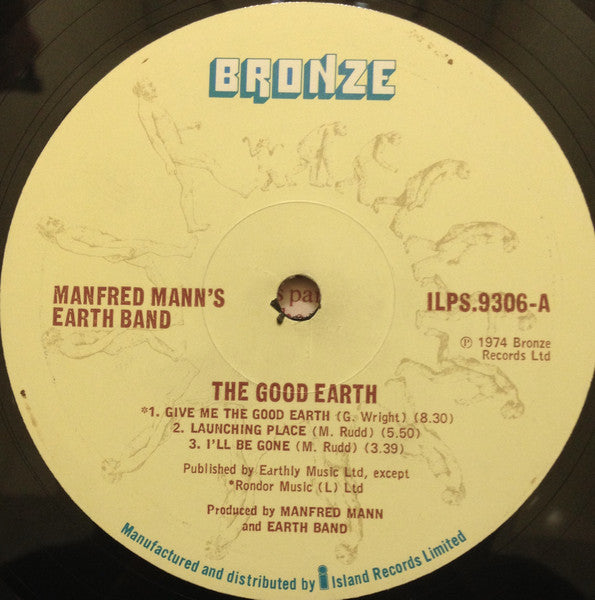 BRONZE
MANFRED MANN'S
EARTH BAND
ILPS.9306-A
℗ 1974 Bronze
Records Ltd
THE GOOD EARTH
*1. GIVE ME THE GOOD EARTH (G. Wright) (8.30)
2. LAUNCHING PLACE (M. Rudd) (5.50)
3. I'LL BE GONE (M. Rudd) (3.39)
Published by Earthly Music Ltd, except
*Rondor Music (L) Ltd
Produced by MANFRED MANN
and EARTH BAND
Manufactured and distributed by i Island Records Limited